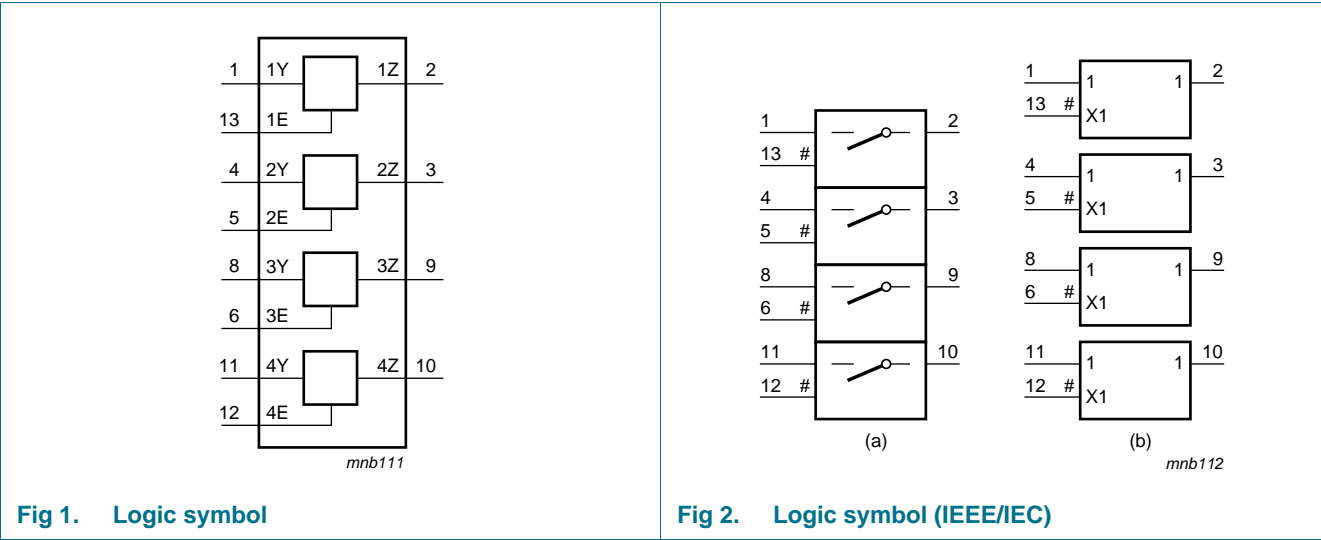 1 1Y 1Z 2
13 1E
4 2Y 2Z 3
5 2E
8 3Y 3Z 9
6 3E
11 4Y 4Z 10
12 4E
mnb111
Fig 1. Logic symbol
1 2
13 #
4 3
5 #
8 9
6 #
11 10
12 #
(a)
1 1 1 2
13 # X1
4 1 1 3
5 # X1
8 1 1 9
6 # X1
11 1 1 10
12 # X1
(b)
mnb112
Fig 2. Logic symbol (IEEE/IEC)